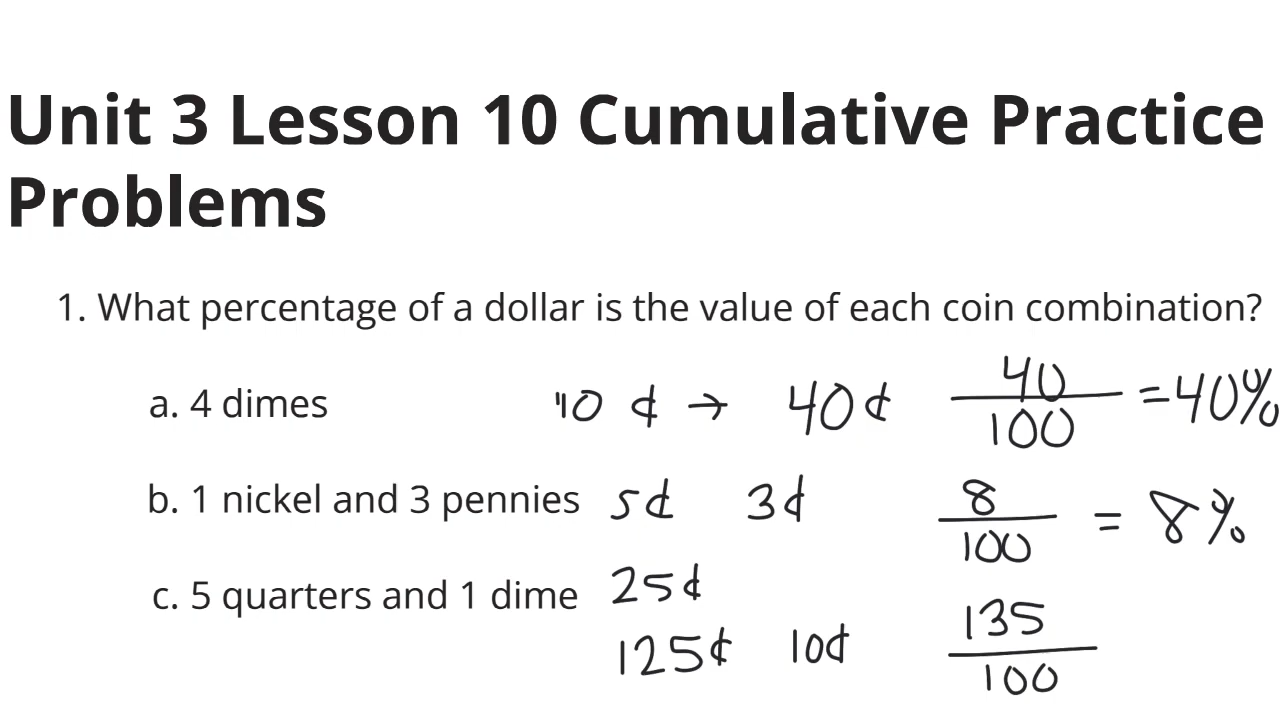 Unit 3 Lesson 10 Cumulative Practice
Problems
1. What percentage of a dollar is the value of each coin combination?
a. 4 dimes 10 ¢ → 40¢ 40/100 = 40%
b. 1 nickel and 3 pennies 5¢ 3¢ 8/100 = 8%
c. 5 quarters and 1 dime 25¢
125¢ 10¢ 135/100